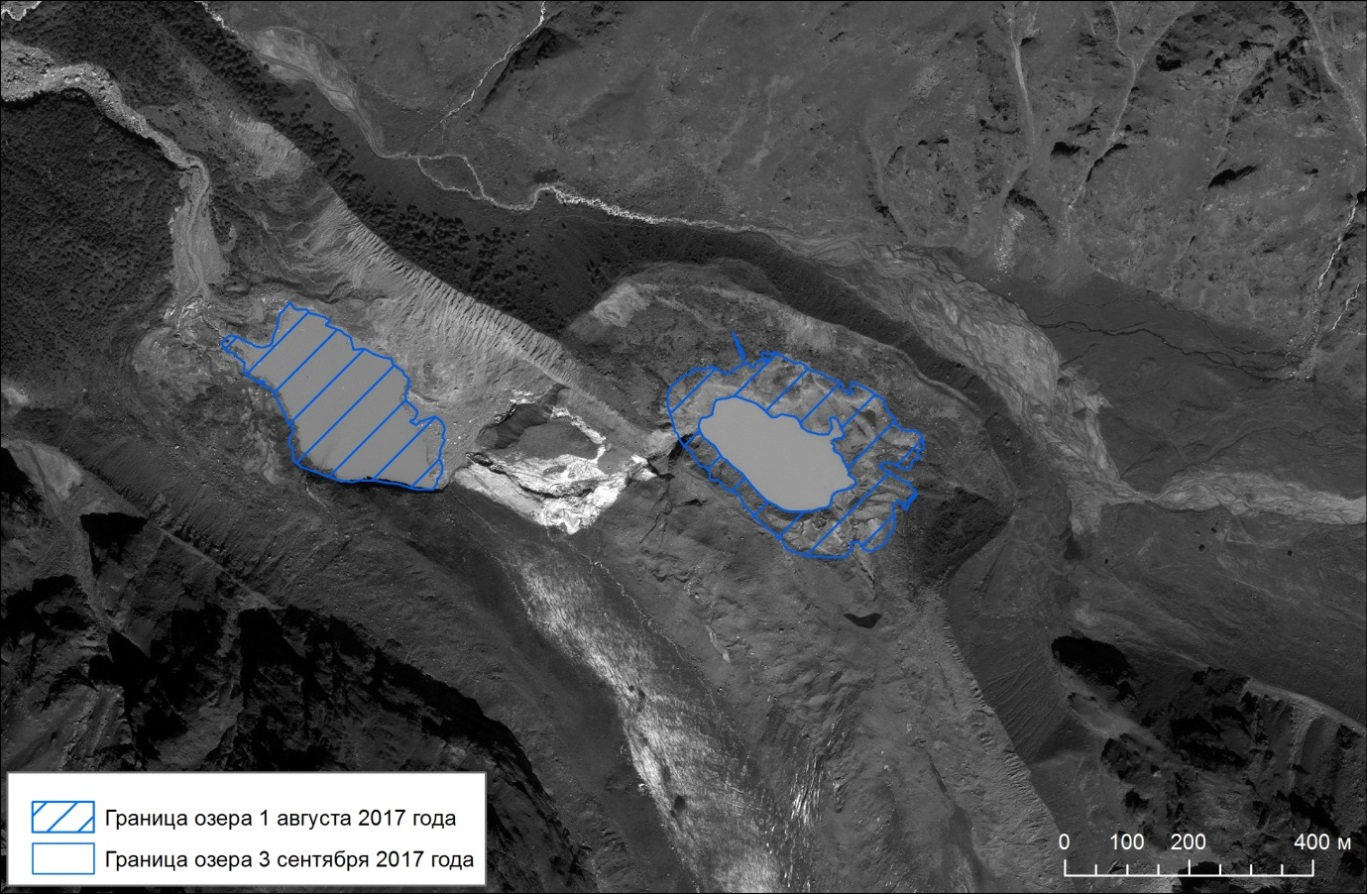 Граница озера 1 августа 2017 года
Граница озера 3 сентября 2017 года
0 100 200 400 м